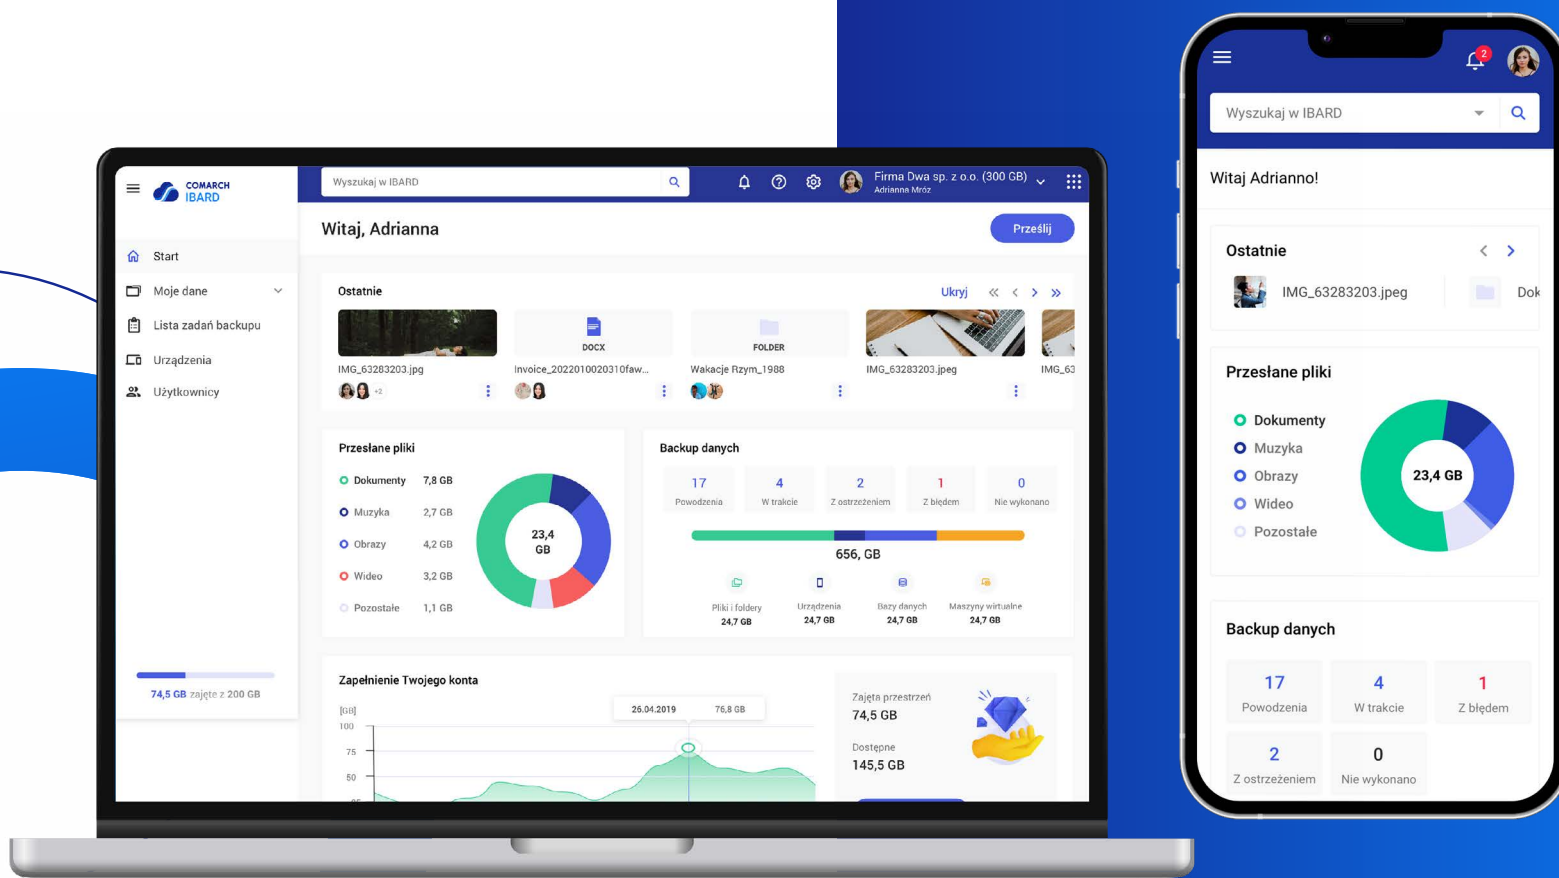 COMARCH
IBARD
Wyszukaj w IBARD
Firma Dwa sp. z o.o. (300 GB)
Adrianna Mróz
Witaj, Adrianna
Prześlij
Start
Moje dane
Lista zadań backupu
Urządzenia
Użytkownicy
74,5 GB zajęte z 200 GB
Ostatnie
Ukryj
DOCX
FOLDER
IMG_63283203.jpg
Invoice_2022010020310faw...
Wakacje Rzym_1988
IMG_63283203.jpeg
IMG_63
+2
Przesłane pliki
Dokumenty 7,8 GB
Muzyka 2,7 GB
Obrazy 4,2 GB
Wideo 3,2 GB
Pozostałe 1,1 GB
23,4
GB
Backup danych
17 4 2 1 0
Powodzenia W trakcie Z ostrzeżeniem Z błędem Nie wykonano
656, GB
Pliki i foldery Urządzenia Bazy danych Maszyny wirtualne
24,7 GB 24,7 GB 24,7 GB 24,7 GB
Zapełnienie Twojego konta
[GB]
100
75
50
26.04.2019 76,8 GB
Zajęta przestrzeń
74,5 GB
Dostępne
145,5 GB
2
Wyszukaj w IBARD
Witaj Adrianno!
Ostatnie
IMG_63283203.jpeg Dok
Przesłane pliki
Dokumenty
Muzyka
Obrazy
Wideo
Pozostałe
23,4 GB
Backup danych
17 4 1
Powodzenia W trakcie Z błędem
2 0
Z ostrzeżeniem Nie wykonano